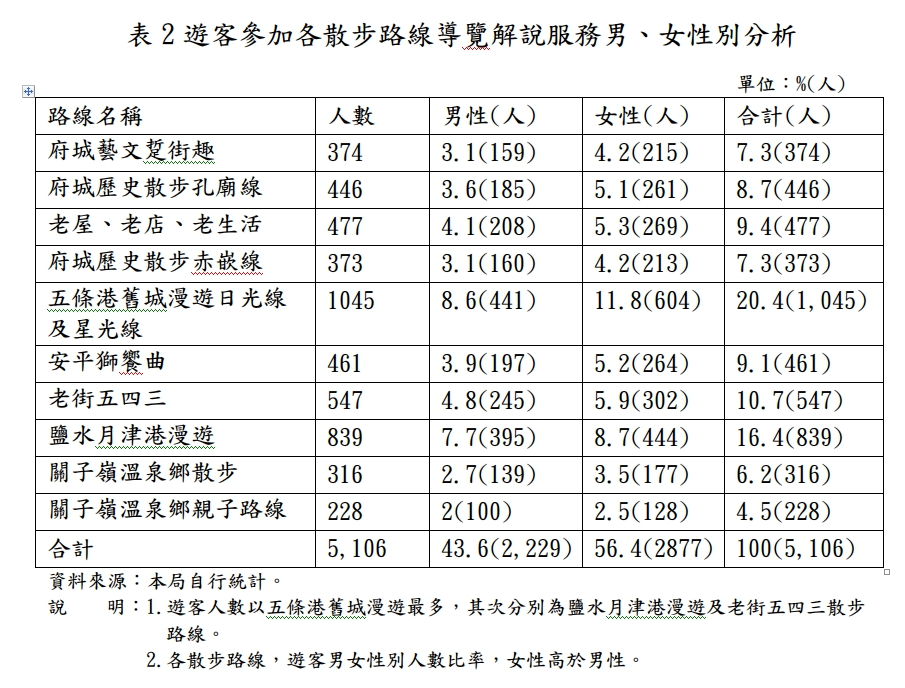 表 2 遊客參加各散步路線導覽解說服務男、女性別分析
單位：%(人)
路線名稱 人數 男性(人) 女性(人) 合計(人)
府城藝文踅街趣 374 3.1(159) 4.2(215) 7.3(374)
府城歷史散步孔廟線 446 3.6(185) 5.1(261) 8.7(446)
老屋、老店、老生活 477 4.1(208) 5.3(269) 9.4(477)
府城歷史散步赤嵌線 373 3.1(160) 4.2(213) 7.3(373)
五條港舊城漫遊日光線 1045 8.6(441) 11.8(604) 20.4(1,045)
及星光線
安平獅饗曲 461 3.9(197) 5.2(264) 9.1(461)
老街五四三 547 4.8(245) 5.9(302) 10.7(547)
鹽水月津港漫遊 839 7.7(395) 8.7(444) 16.4(839)
關子嶺溫泉鄉散步 316 2.7(139) 3.5(177) 6.2(316)
關子嶺溫泉鄉親子路線 228 2(100) 2.5(128) 4.5(228)
合計 5,106 43.6(2,229) 56.4(2877) 100(5,106)
資料來源：本局自行統計。
說　　明：1. 遊客人數以五條港舊城漫遊最多，其次分別為鹽水月津港漫遊及老街五四三散步
路線。
2. 各散步路線，遊客男女性別人數比率，女性高於男性。